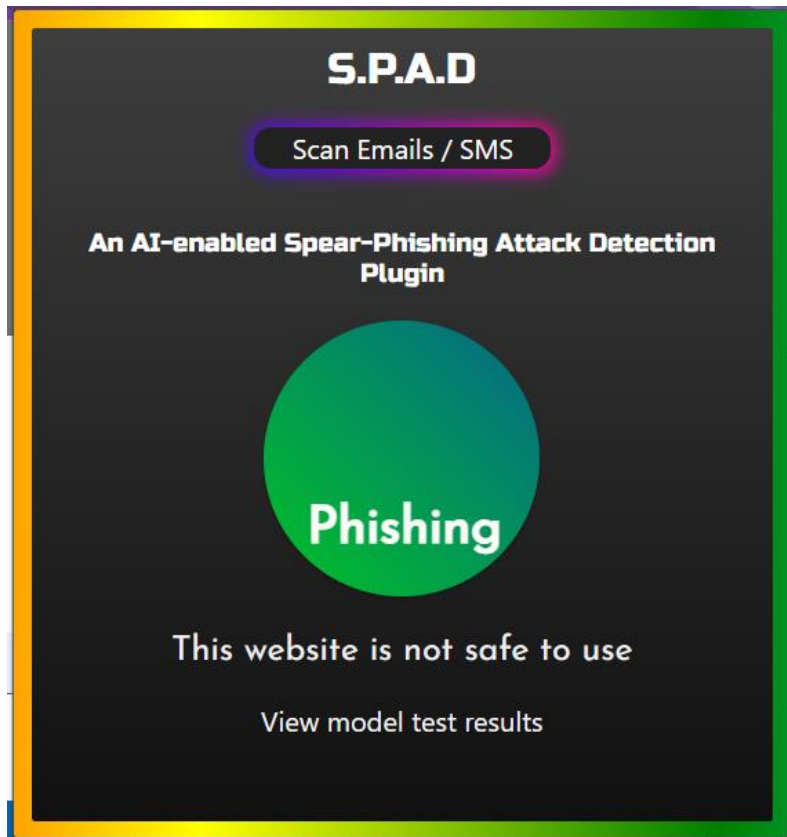 S.P.A.D
Scan Emails / SMS
An AI-enabled Spear-Phishing Attack Detection
Plugin
Phishing
This website is not safe to use
View model test results